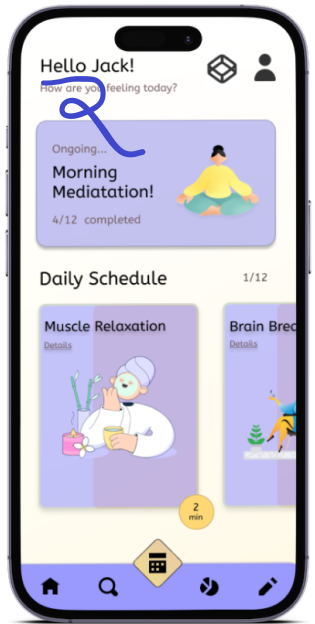 Hello Jack!
How are you feeling today?
Ongoing...
Morning
Mediatation!
4/12 completed
Daily Schedule
1/12
Muscle Relaxation
Details
Brain Brea
Details
2
min